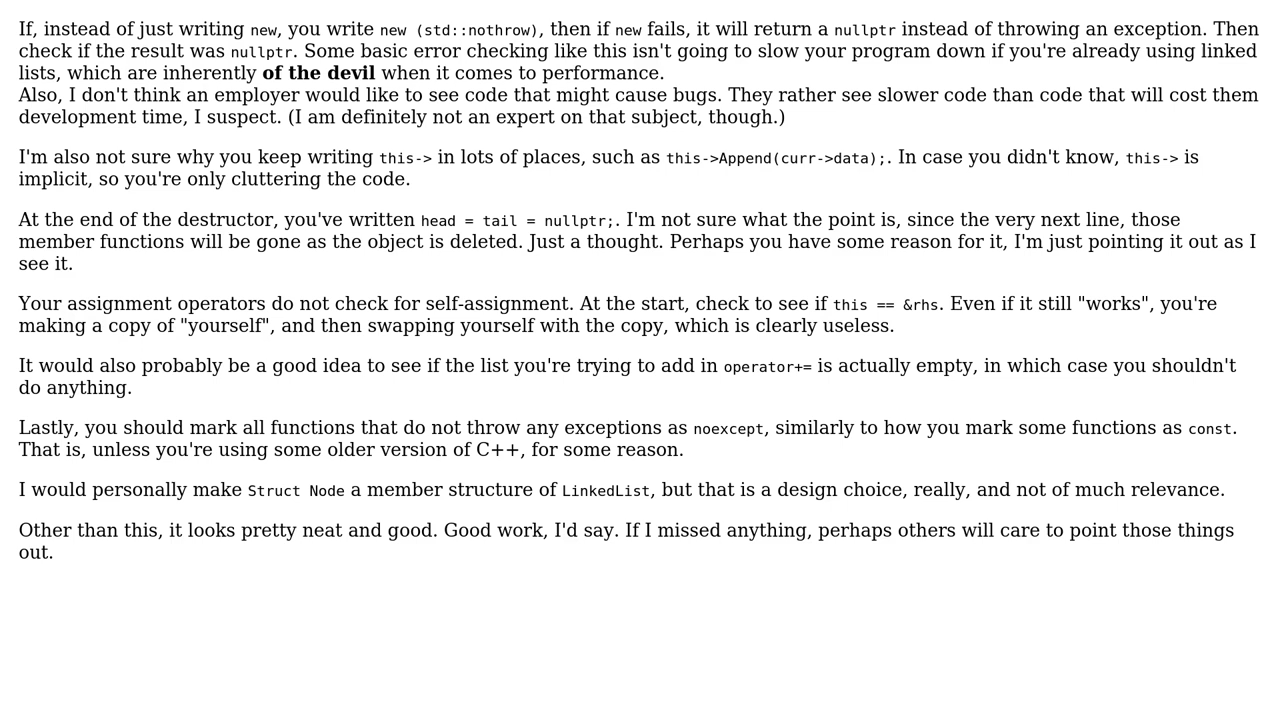 If, instead of just writing new, you write new (std::nothrow), then if new fails, it will return a nullptr instead of throwing an exception. Then
check if the result was nullptr. Some basic error checking like this isn't going to slow your program down if you're already using linked
lists, which are inherently of the devil when it comes to performance.
Also, I don't think an employer would like to see code that might cause bugs. They rather see slower code than code that will cost them
development time, I suspect. (I am definitely not an expert on that subject, though.)
I'm also not sure why you keep writing this-> in lots of places, such as this->Append(curr->data);. In case you didn't know, this-> is
implicit, so you're only cluttering the code.
At the end of the destructor, you've written head = tail = nullptr;. I'm not sure what the point is, since the very next line, those
member functions will be gone as the object is deleted. Just a thought. Perhaps you have some reason for it, I'm just pointing it out as I
see it.
Your assignment operators do not check for self-assignment. At the start, check to see if this == &rhs. Even if it still "works", you're
making a copy of "yourself", and then swapping yourself with the copy, which is clearly useless.
It would also probably be a good idea to see if the list you're trying to add in operator+= is actually empty, in which case you shouldn't
do anything.
Lastly, you should mark all functions that do not throw any exceptions as noexcept, similarly to how you mark some functions as const.
That is, unless you're using some older version of C++, for some reason.
I would personally make Struct Node a member structure of LinkedList, but that is a design choice, really, and not of much relevance.
Other than this, it looks pretty neat and good. Good work, I'd say. If I missed anything, perhaps others will care to point those things
out.